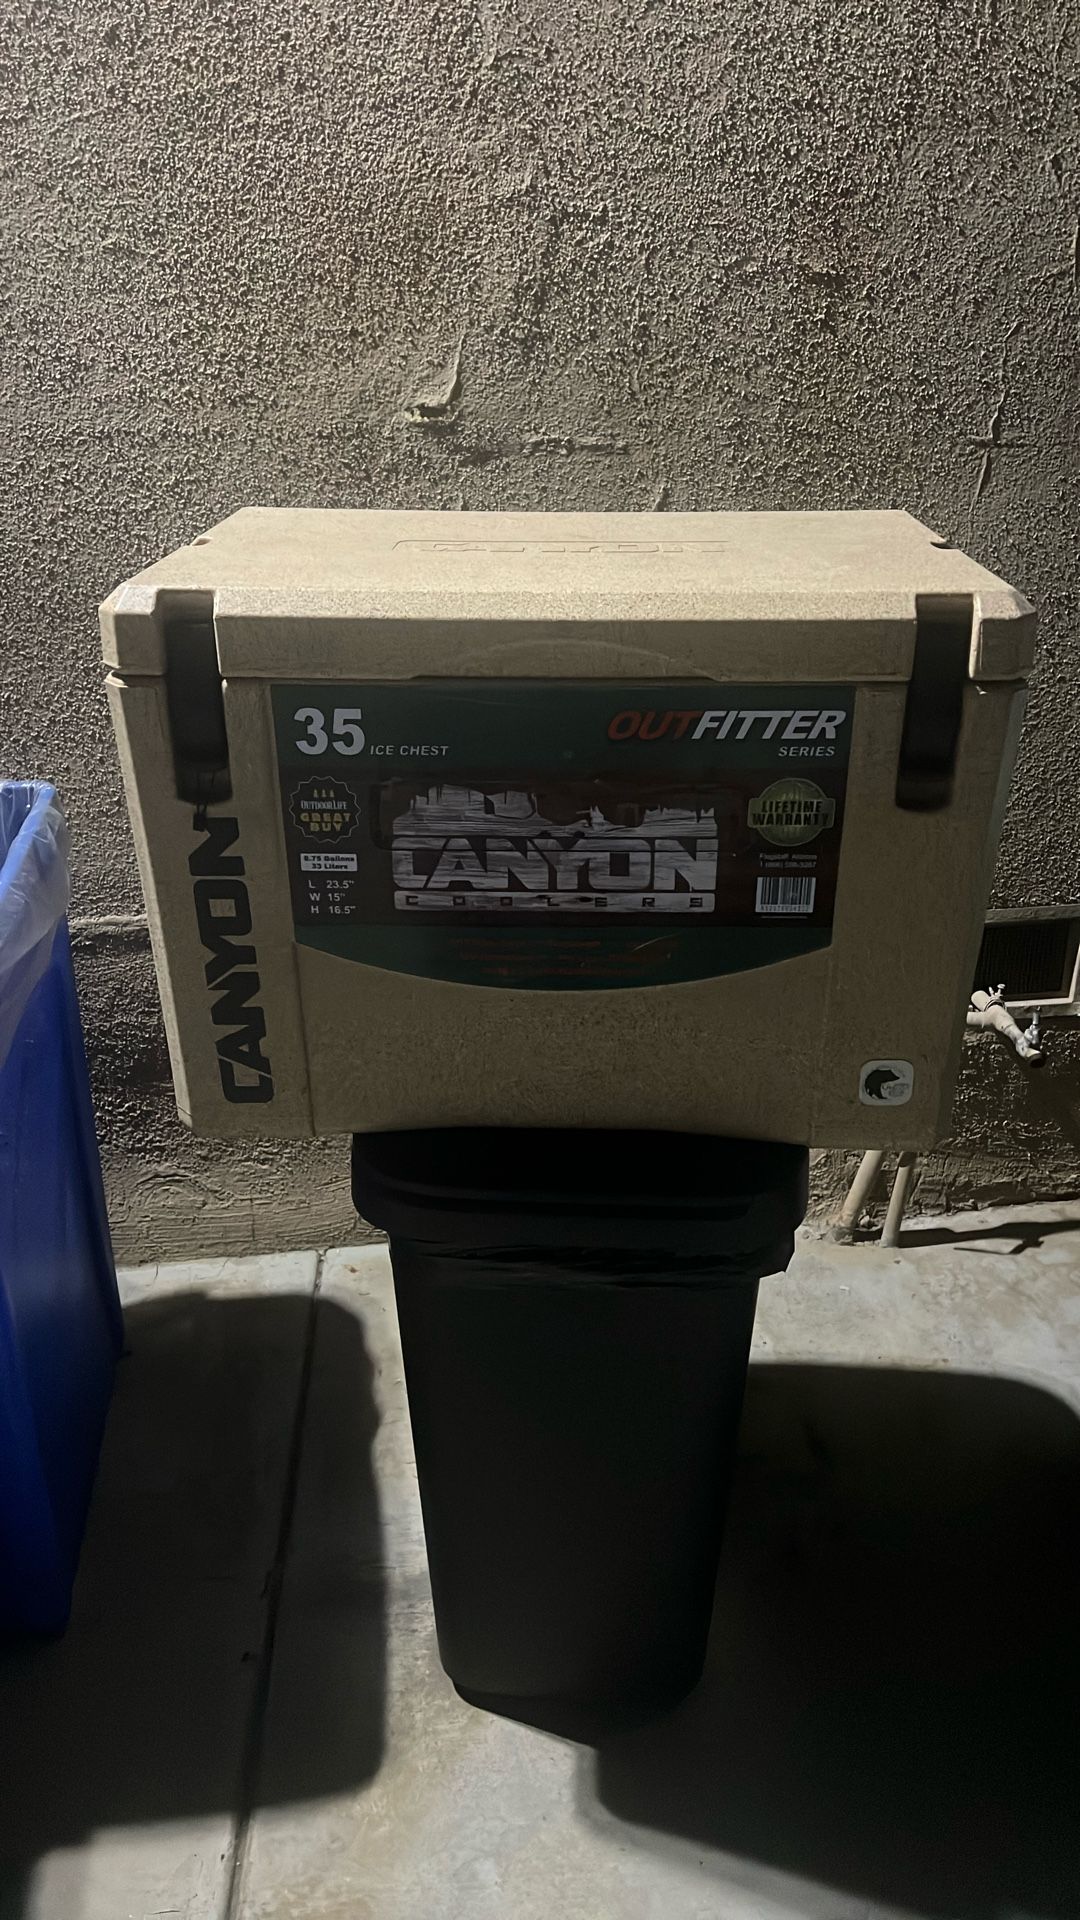 CANYON
35 ICE CHEST
OUTFITTER
SERIES
OUTDOOR LIFE
GREAT
BUY
8.75 Gallons
33 Liters
L 23.5"
W 15"
H 16.5"
CANYON
COOLERS
LIFETIME
WARRANTY
Flagstaff, Arizona
CANYON